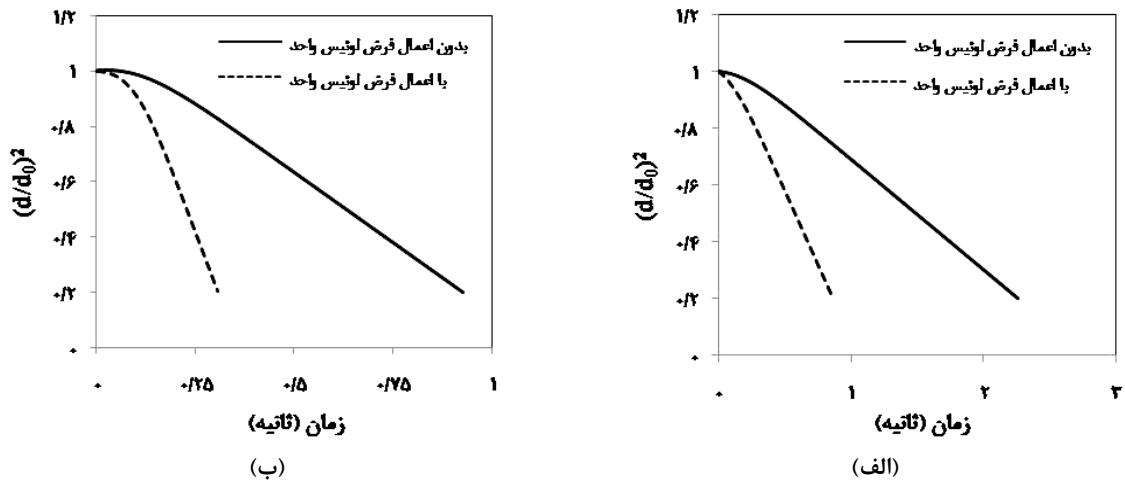 ۱/۲
۱
۰/۸
۰/۶
۰/۴
۰/۲
۰
(d/d₀)²
بدون اعمال فرض لوئیس واحد
با اعمال فرض لوئیس واحد
۰ ۱ ۲ ۳
زمان (ثانیه)
(الف)
۱/۲
۱
۰/۸
۰/۶
۰/۴
۰/۲
۰
(d/d₀)²
بدون اعمال فرض لوئیس واحد
با اعمال فرض لوئیس واحد
۰ ۰/۲۵ ۰/۵ ۰/۷۵ ۱
زمان (ثانیه)
(ب)